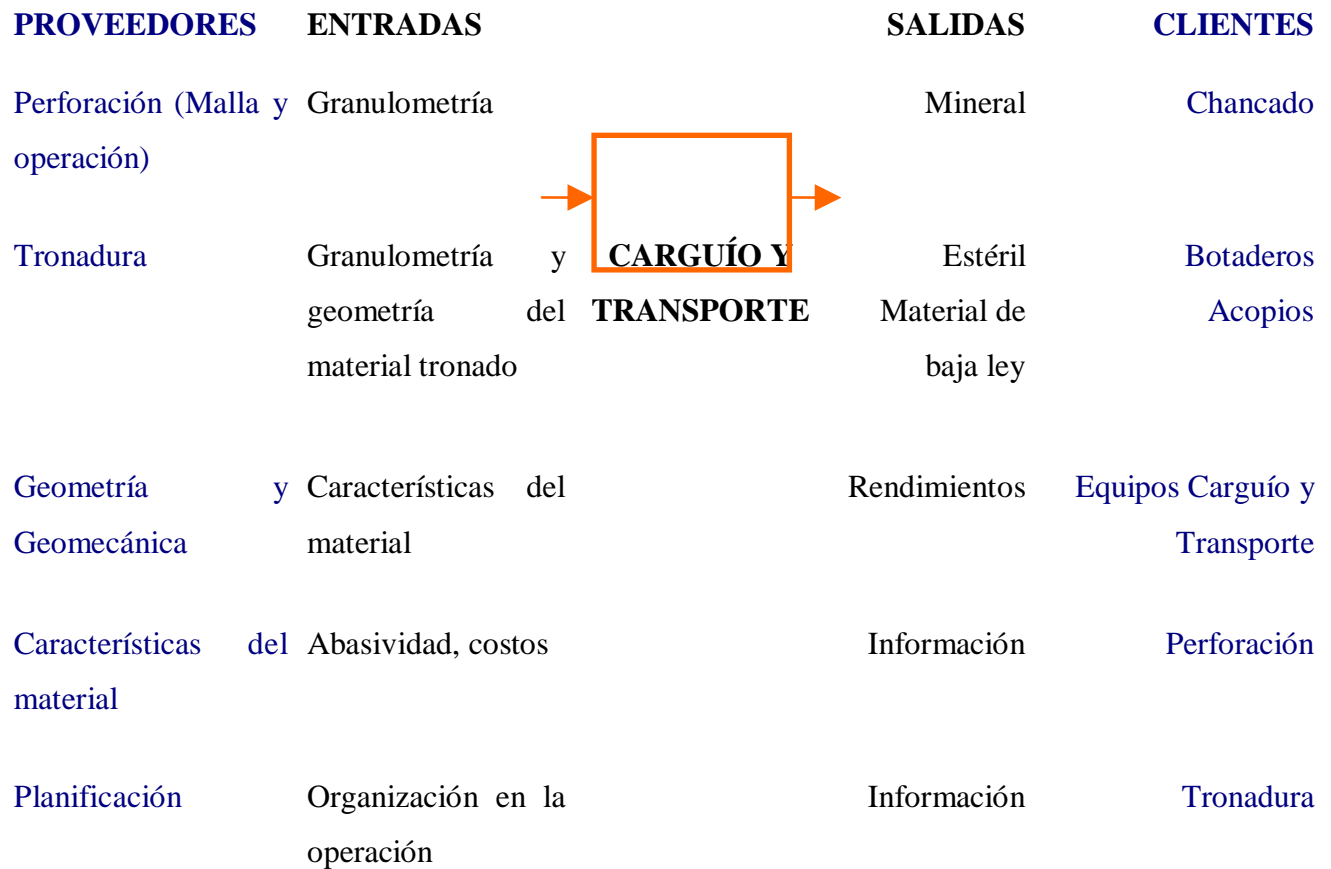 PROVEEDORES ENTRADAS SALIDAS CLIENTES
Perforación (Malla y Granulometría Mineral Chancado
operación)
Tronadura Granulometría y CARGUÍO Y Estéril Botaderos
geometría del TRANSPORTE Material de Acopios
material tronado baja ley
Geometría y Características del Rendimientos Equipos Carguío y
Geomecánica material Transporte
Características del Abasividad, costos Información Perforación
material
Planificación Organización en la Información Tronadura
operación